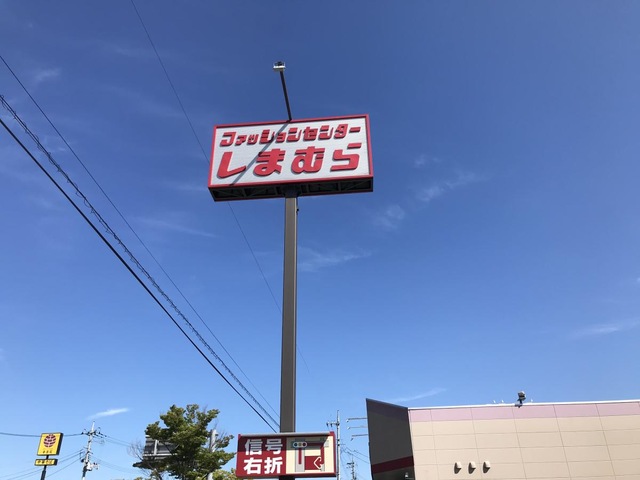 ファッションセンター
しまむら
信号
右折